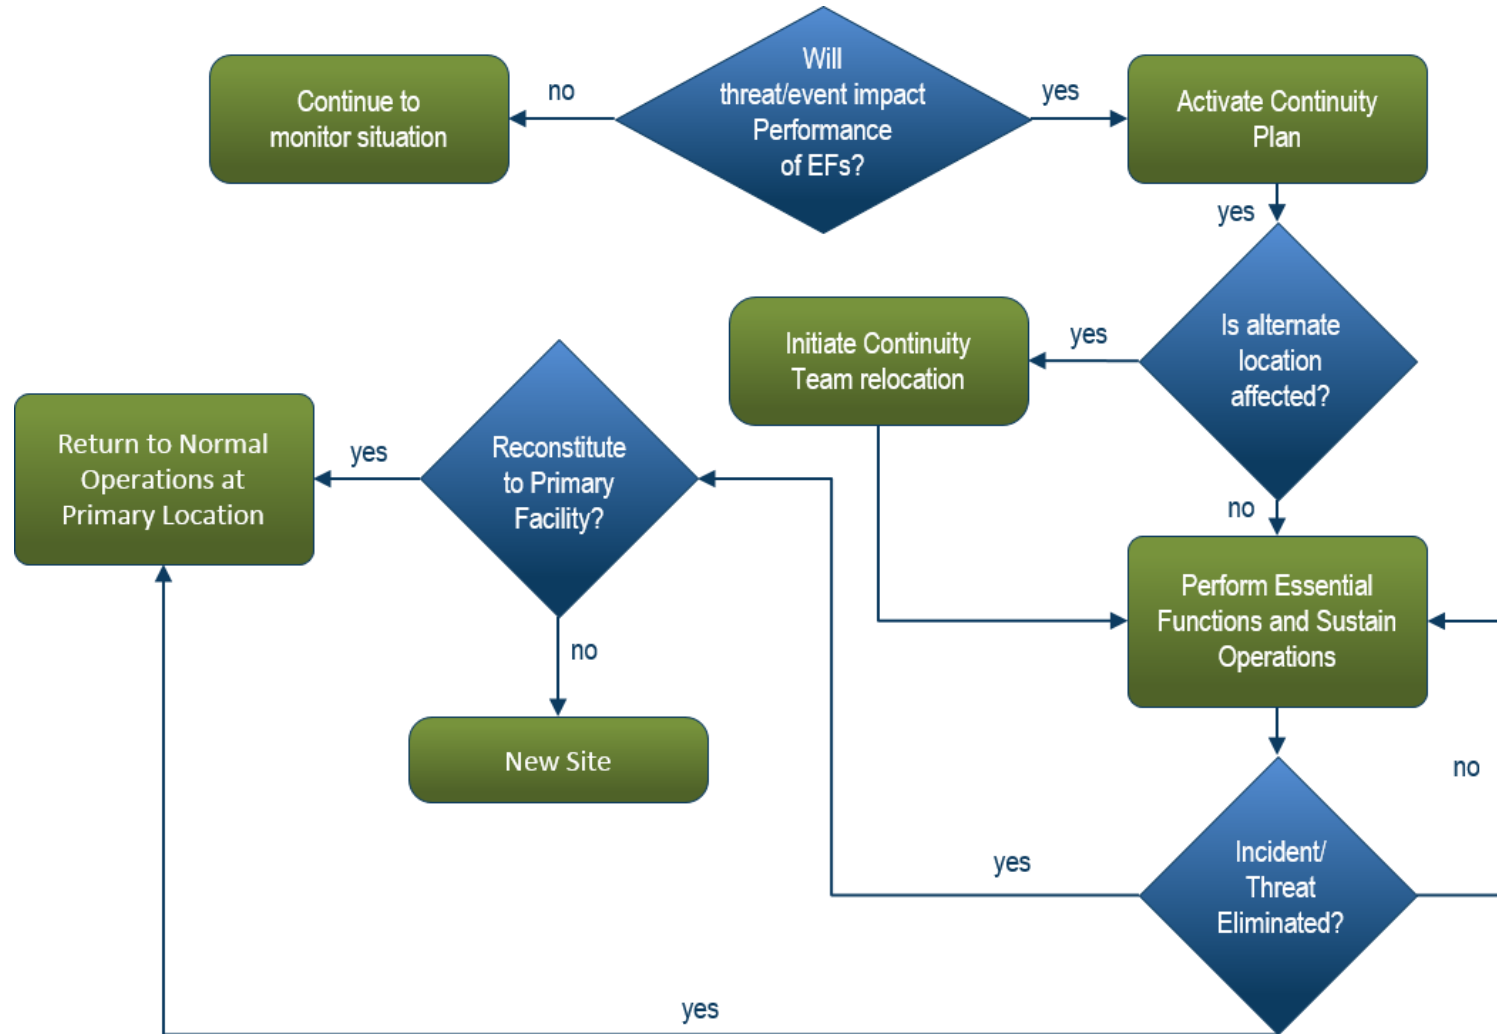 Will
threat/event impact
Performance
of EFs?
no
yes
Continue to
monitor situation
Activate Continuity
Plan
yes
Is alternate
location
affected?
yes
Initiate Continuity
Team relocation
no
Reconstitute
to Primary
Facility?
yes
Return to Normal
Operations at
Primary Location
no
New Site
Perform Essential
Functions and Sustain
Operations
no
Incident/
Threat
Eliminated?
yes
yes